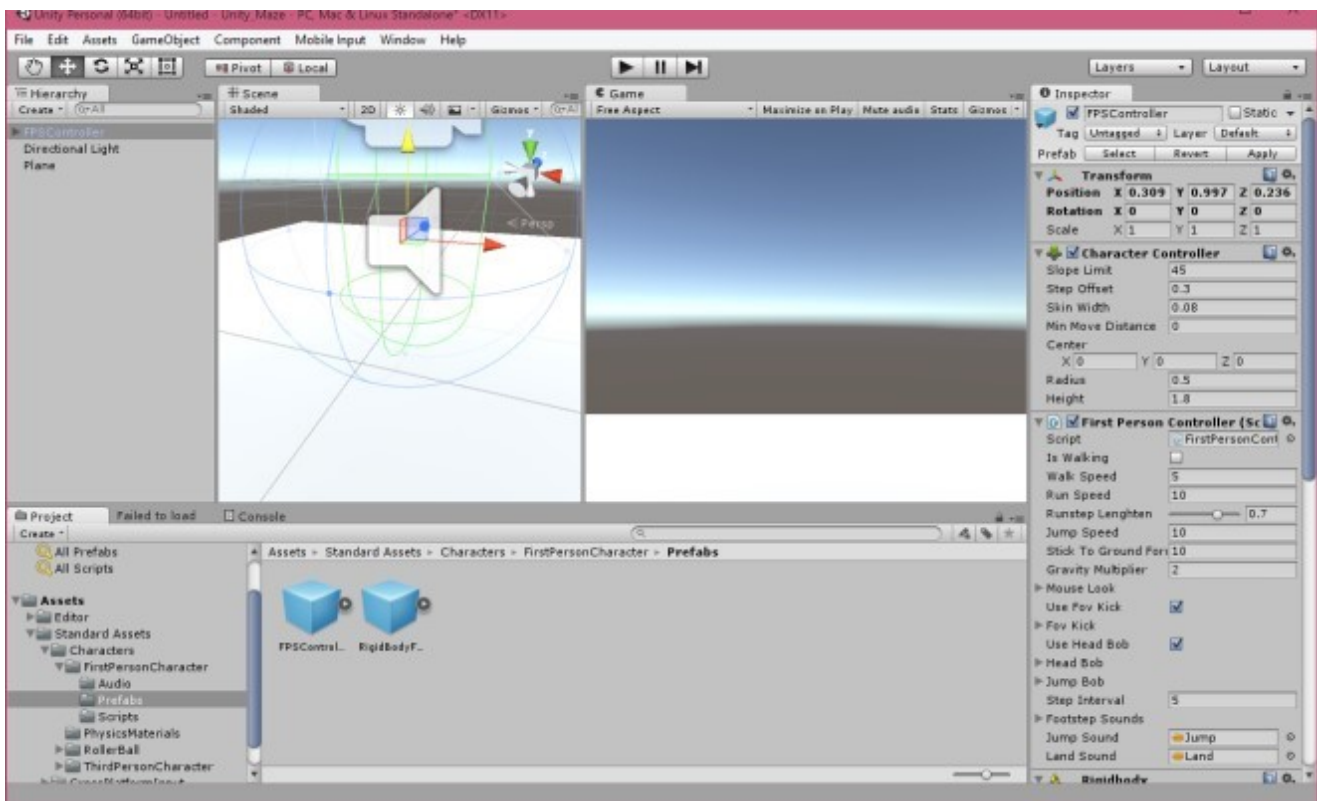 Unity Personal (64bit) - Untitled - Unity_Maze - PC, Mac & Linux Standalone* <DX11>
File Edit Assets GameObject Component Mobile Input Window Help
Pivot Local Layers Layout
Hierarchy
Create All
FPSController
Directional Light
Plane
Scene
Shaded 2D Gizmos All
Persp
Game
Free Aspect Maximize on Play Mute audio Stats Gizmos
Inspector
FPSController Static
Tag Untagged Layer Default
Prefab Select Revert Apply
Transform
Position X 0.309 Y 0.997 Z 0.236
Rotation X 0 Y 0 Z 0
Scale X 1 Y 1 Z 1
Character Controller
Slope Limit 45
Step Offset 0.3
Skin Width 0.08
Min Move Distance 0
Center
X 0 Y 0 Z 0
Radius 0.5
Height 1.8
First Person Controller (Sc
Script FirstPersonCont
Is Walking
Walk Speed 5
Run Speed 10
Runstep Lenghten 0.7
Jump Speed 10
Stick To Ground Forc 10
Gravity Multiplier 2
Mouse Look
Use Fov Kick
Fov Kick
Use Head Bob
Head Bob
Jump Bob
Step Interval 5
Footstep Sounds
Jump Sound Jump
Land Sound Land
Rigidbody
Project Failed to load Console
Create
All Prefabs
All Scripts
Assets
Editor
Standard Assets
Characters
FirstPersonCharacter
Audio
Prefabs
Scripts
PhysicsMaterials
RollerBall
ThirdPersonCharacter
CrossPlatformInput
Assets ▸ Standard Assets ▸ Characters ▸ FirstPersonCharacter ▸ Prefabs
FPSControl... RigidBodyF...